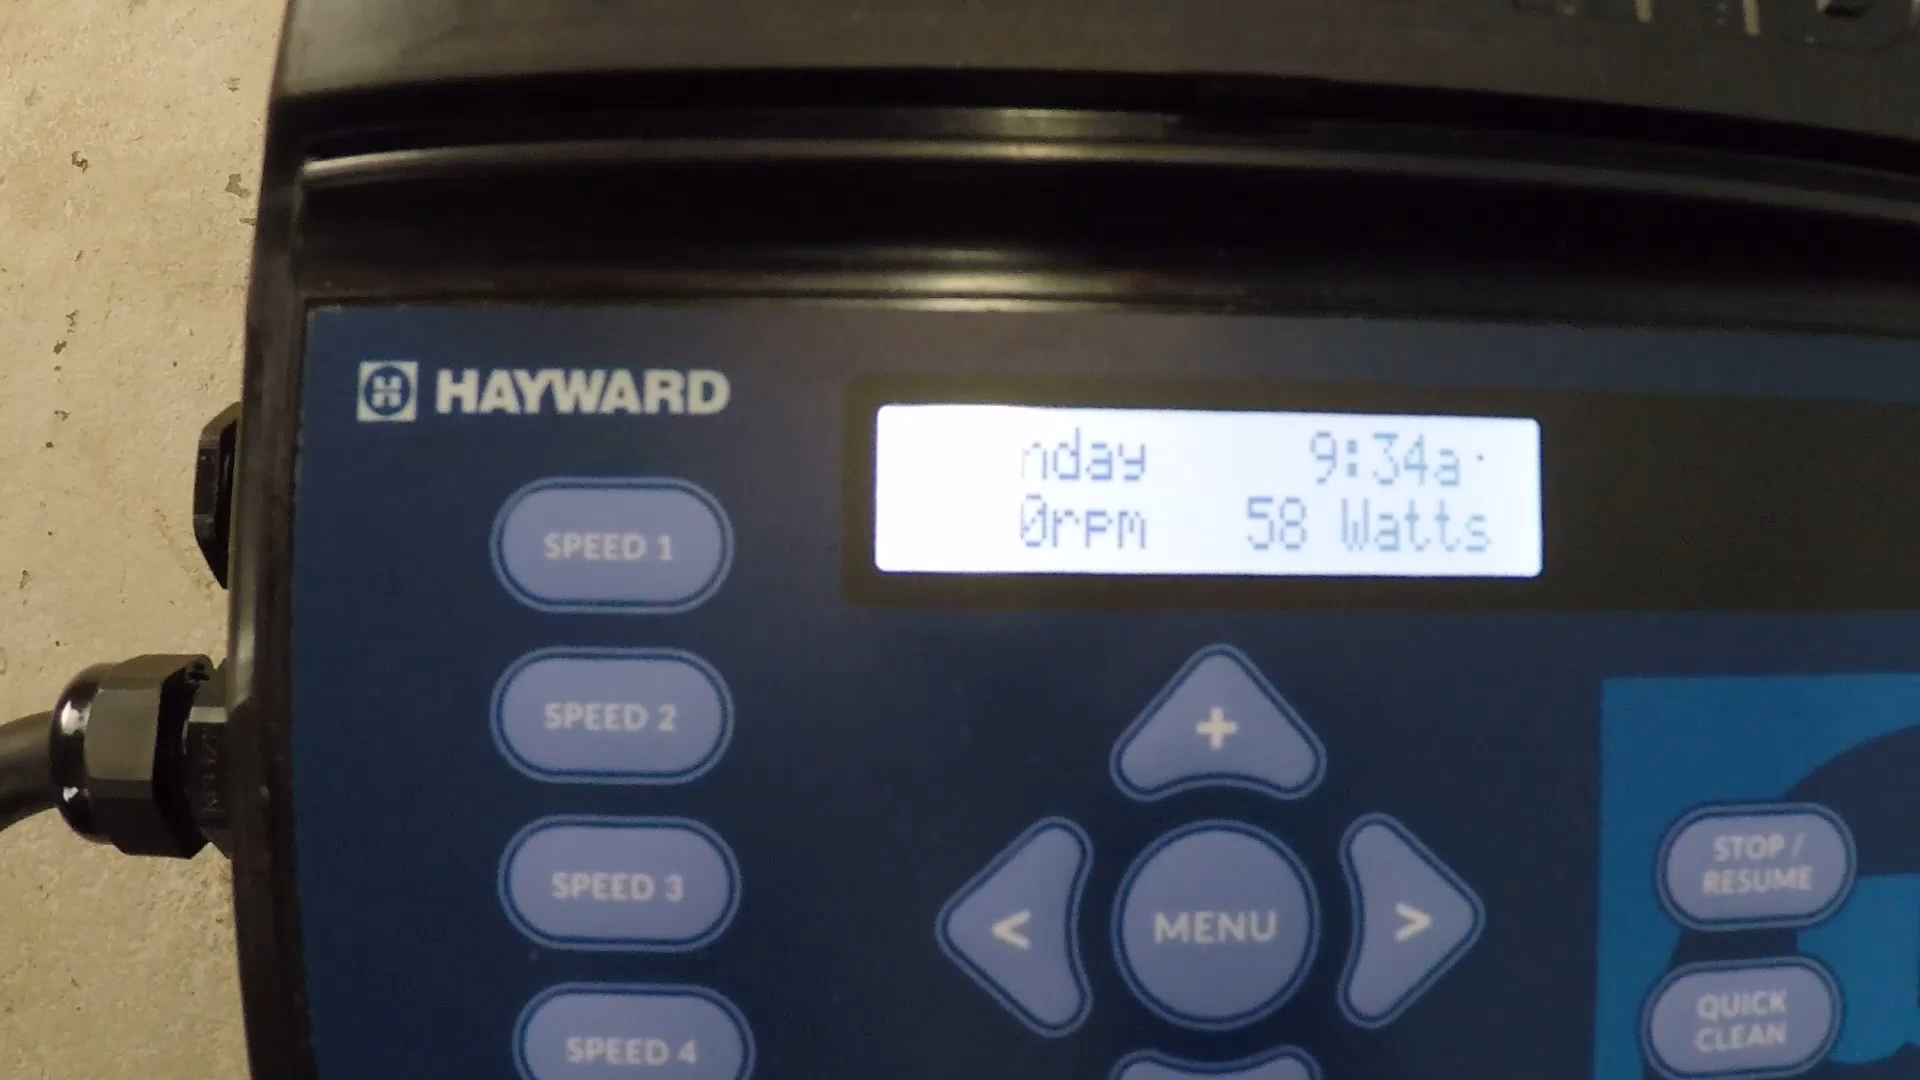 HAYWARD
nday 9:34a
0rpm 58 Watts
SPEED 1
SPEED 2
SPEED 3
SPEED 4
+
<
MENU
>
STOP /
RESUME
QUICK
CLEAN